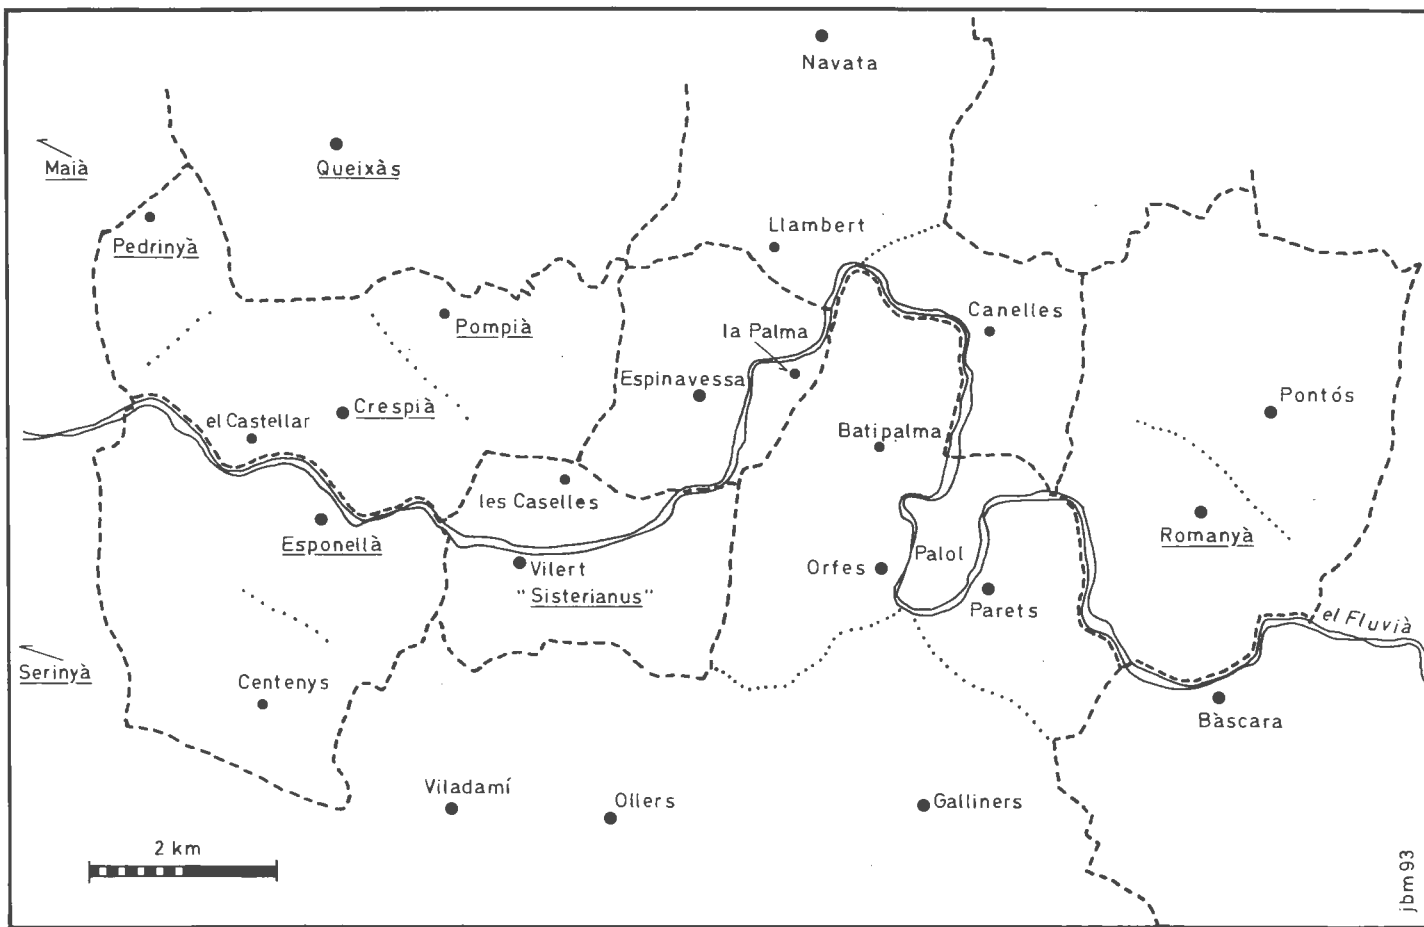 Navata
Maià
Queixàs
Pedrinyà
Llambert
Pompià
la Palma
Canelles
Espinavessa
Crespià
el Castellar
Pontós
Batipalma
les Caselles
Esponellà
Romanyà
Palol
Vilert
Orfes
"Sisterianus"
Parets
el Fluvià
Serinyà
Centenys
Bàscara
Viladamí
Ollers
Galliners
2 km
jbm93